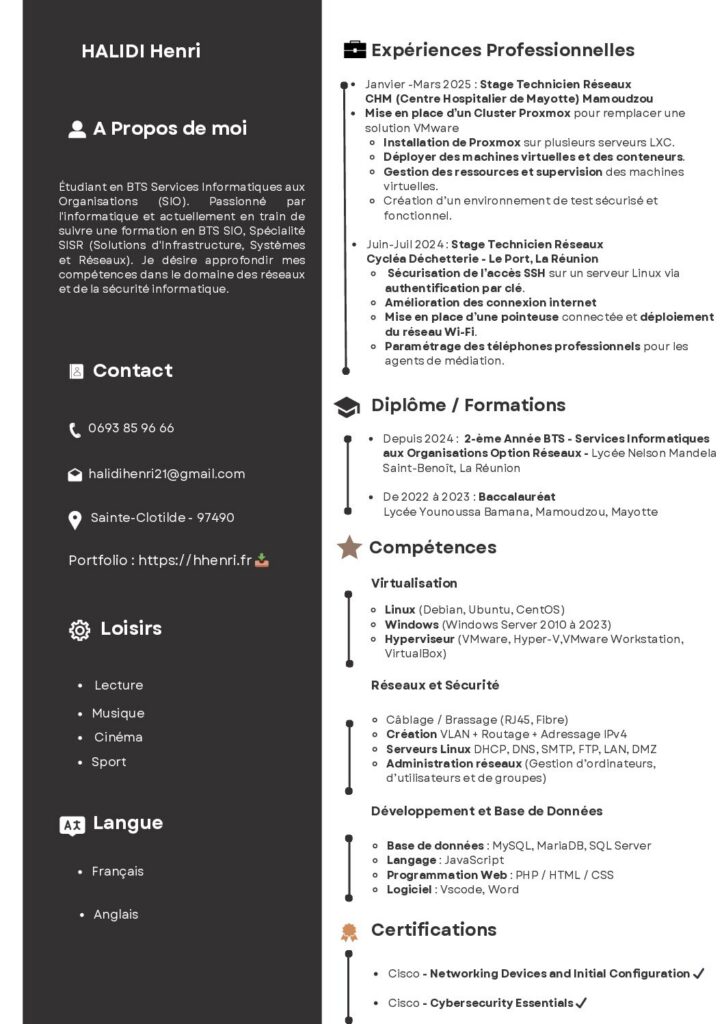 HALIDI Henri
A Propos de moi
Étudiant en BTS Services Informatiques aux
Organisations (SIO). Passionné par
l'informatique et actuellement en train de
suivre une formation en BTS SIO, Spécialité
SISR (Solutions d'Infrastructure, Systèmes
et Réseaux). Je désire approfondir mes
compétences dans le domaine des réseaux
et de la sécurité informatique.
Contact
0693 85 96 66
halidihenri21@gmail.com
Sainte-Clotilde - 97490
Portfolio : https://hhenri.fr
Loisirs
• Lecture
• Musique
• Cinéma
• Sport
Langue
• Français
• Anglais
Expériences Professionnelles
• Janvier -Mars 2025 : Stage Technicien Réseaux
CHM (Centre Hospitalier de Mayotte) Mamoudzou
• Mise en place d'un Cluster Proxmox pour remplacer une
solution VMware
◦ Installation de Proxmox sur plusieurs serveurs LXC.
◦ Déployer des machines virtuelles et des conteneurs.
◦ Gestion des ressources et supervision des machines
virtuelles.
◦ Création d'un environnement de test sécurisé et
fonctionnel.
• Juin-Juil 2024 : Stage Technicien Réseaux
Cycléa Déchetterie - Le Port, La Réunion
◦ Sécurisation de l'accès SSH sur un serveur Linux via
authentification par clé.
◦ Amélioration des connexion internet
◦ Mise en place d'une pointeuse connectée et déploiement
du réseau Wi-Fi.
◦ Paramétrage des téléphones professionnels pour les
agents de médiation.
Diplôme / Formations
• Depuis 2024 : 2-ème Année BTS - Services Informatiques
aux Organisations Option Réseaux - Lycée Nelson Mandela
Saint-Benoît, La Réunion
• De 2022 à 2023 : Baccalauréat
Lycée Younoussa Bamana, Mamoudzou, Mayotte
Compétences
Virtualisation
◦ Linux (Debian, Ubuntu, CentOS)
◦ Windows (Windows Server 2010 à 2023)
◦ Hyperviseur (VMware, Hyper-V,VMware Workstation,
VirtualBox)
Réseaux et Sécurité
◦ Câblage / Brassage (RJ45, Fibre)
◦ Création VLAN + Routage + Adressage IPv4
◦ Serveurs Linux DHCP, DNS, SMTP, FTP, LAN, DMZ
◦ Administration réseaux (Gestion d'ordinateurs,
d'utilisateurs et de groupes)
Développement et Base de Données
◦ Base de données : MySQL, MariaDB, SQL Server
◦ Langage : JavaScript
◦ Programmation Web : PHP / HTML / CSS
◦ Logiciel : Vscode, Word
Certifications
• Cisco - Networking Devices and Initial Configuration ✓
• Cisco - Cybersecurity Essentials ✓